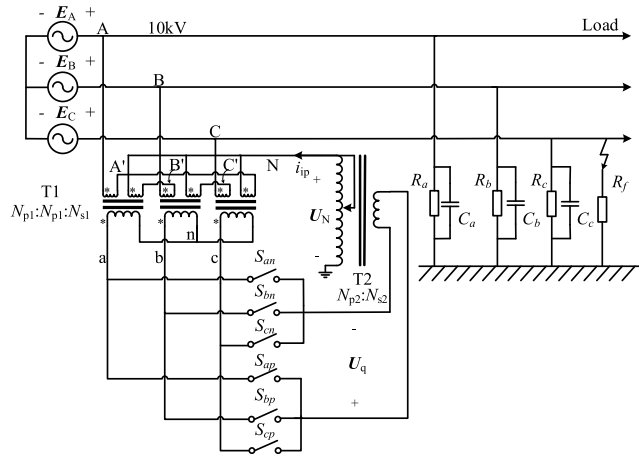 - E_A + A 10kV Load
- E_B + B
- E_C + C
A' B' C' N i_ip
T1
N_p1:N_p1:N_s1
* * * * * *
* * *
+
U_N
-
n
a b c
T2
N_p2:N_s2
R_a C_a R_b C_b R_c C_c R_f
S_an
S_bn
S_cn
S_ap
S_bp
S_cp
-
U_q
+